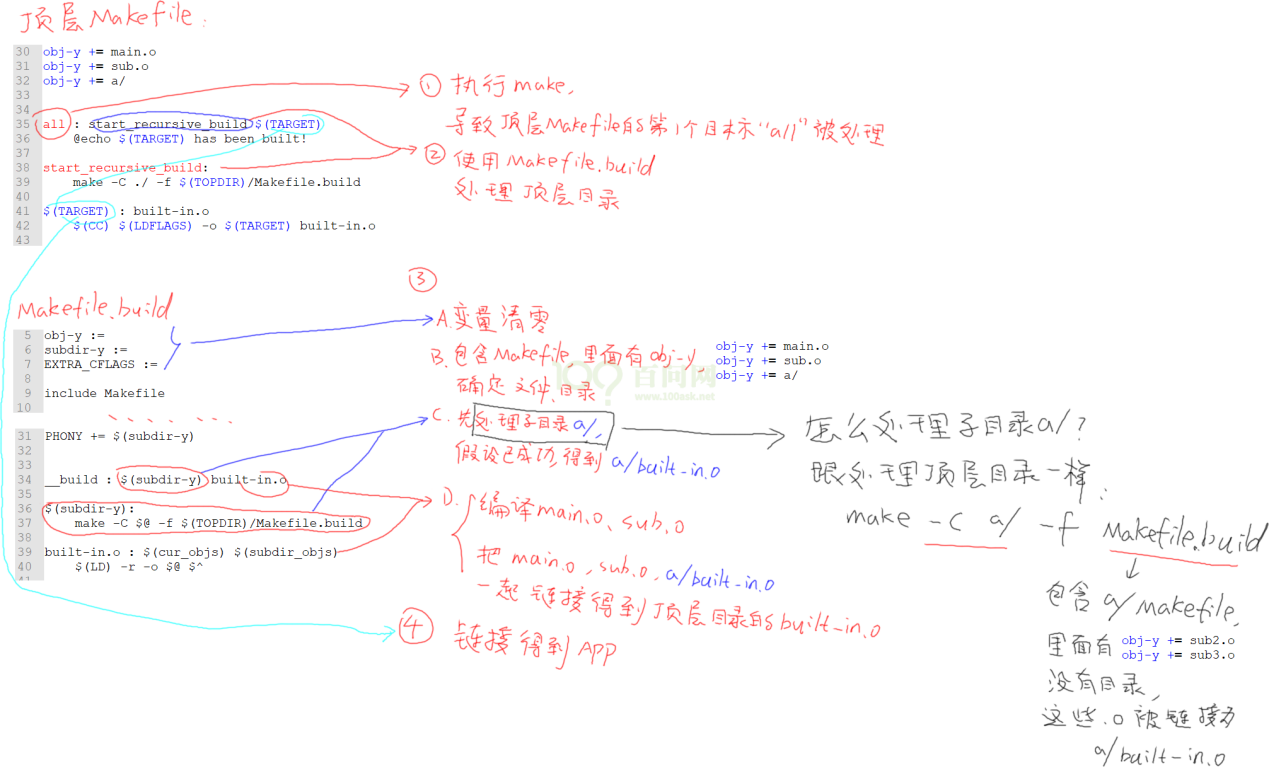 顶层Makefile:
30 obj-y += main.o
31 obj-y += sub.o
32 obj-y += a/
33
34
35 all : start_recursive_build $(TARGET)
36 @echo $(TARGET) has been built!
37
38 start_recursive_build:
39 make -C ./ -f $(TOPDIR)/Makefile.build
40
41 $(TARGET) : built-in.o
42 $(CC) $(LDFLAGS) -o $(TARGET) built-in.o
43
① 执行make,
导致顶层Makefile的第1个目标“all”被处理
② 使用Makefile.build
处理顶层目录
Makefile.build
5 obj-y :=
6 subdir-y :=
7 EXTRA_CFLAGS :=
8
9 include Makefile
10
......
31 PHONY += $(subdir-y)
32
33
34 __build : $(subdir-y) built-in.o
35
36 $(subdir-y):
37 make -C $@ -f $(TOPDIR)/Makefile.build
38
39 built-in.o : $(cur_objs) $(subdir_objs)
40 $(LD) -r -o $@ $^
③
A.变量清零
B.包含Makefile,里面有obj-y,
确定文件、目录
obj-y += main.o
obj-y += sub.o
obj-y += a/
百问网
www.100ask.net
C.先处理子目录a/,
假设已成功,得到a/built-in.o
D.编译main.o、sub.o
把main.o,sub.o,a/built-in.o
一起链接得到顶层目录的built-in.o
④ 链接得到APP
怎么处理子目录a/?
跟处理顶层目录一样:
make -C a/ -f Makefile.build
包含a/Makefile,
里面有
obj-y += sub2.o
obj-y += sub3.o
没有目录,
这些.o被链接为
a/built-in.o